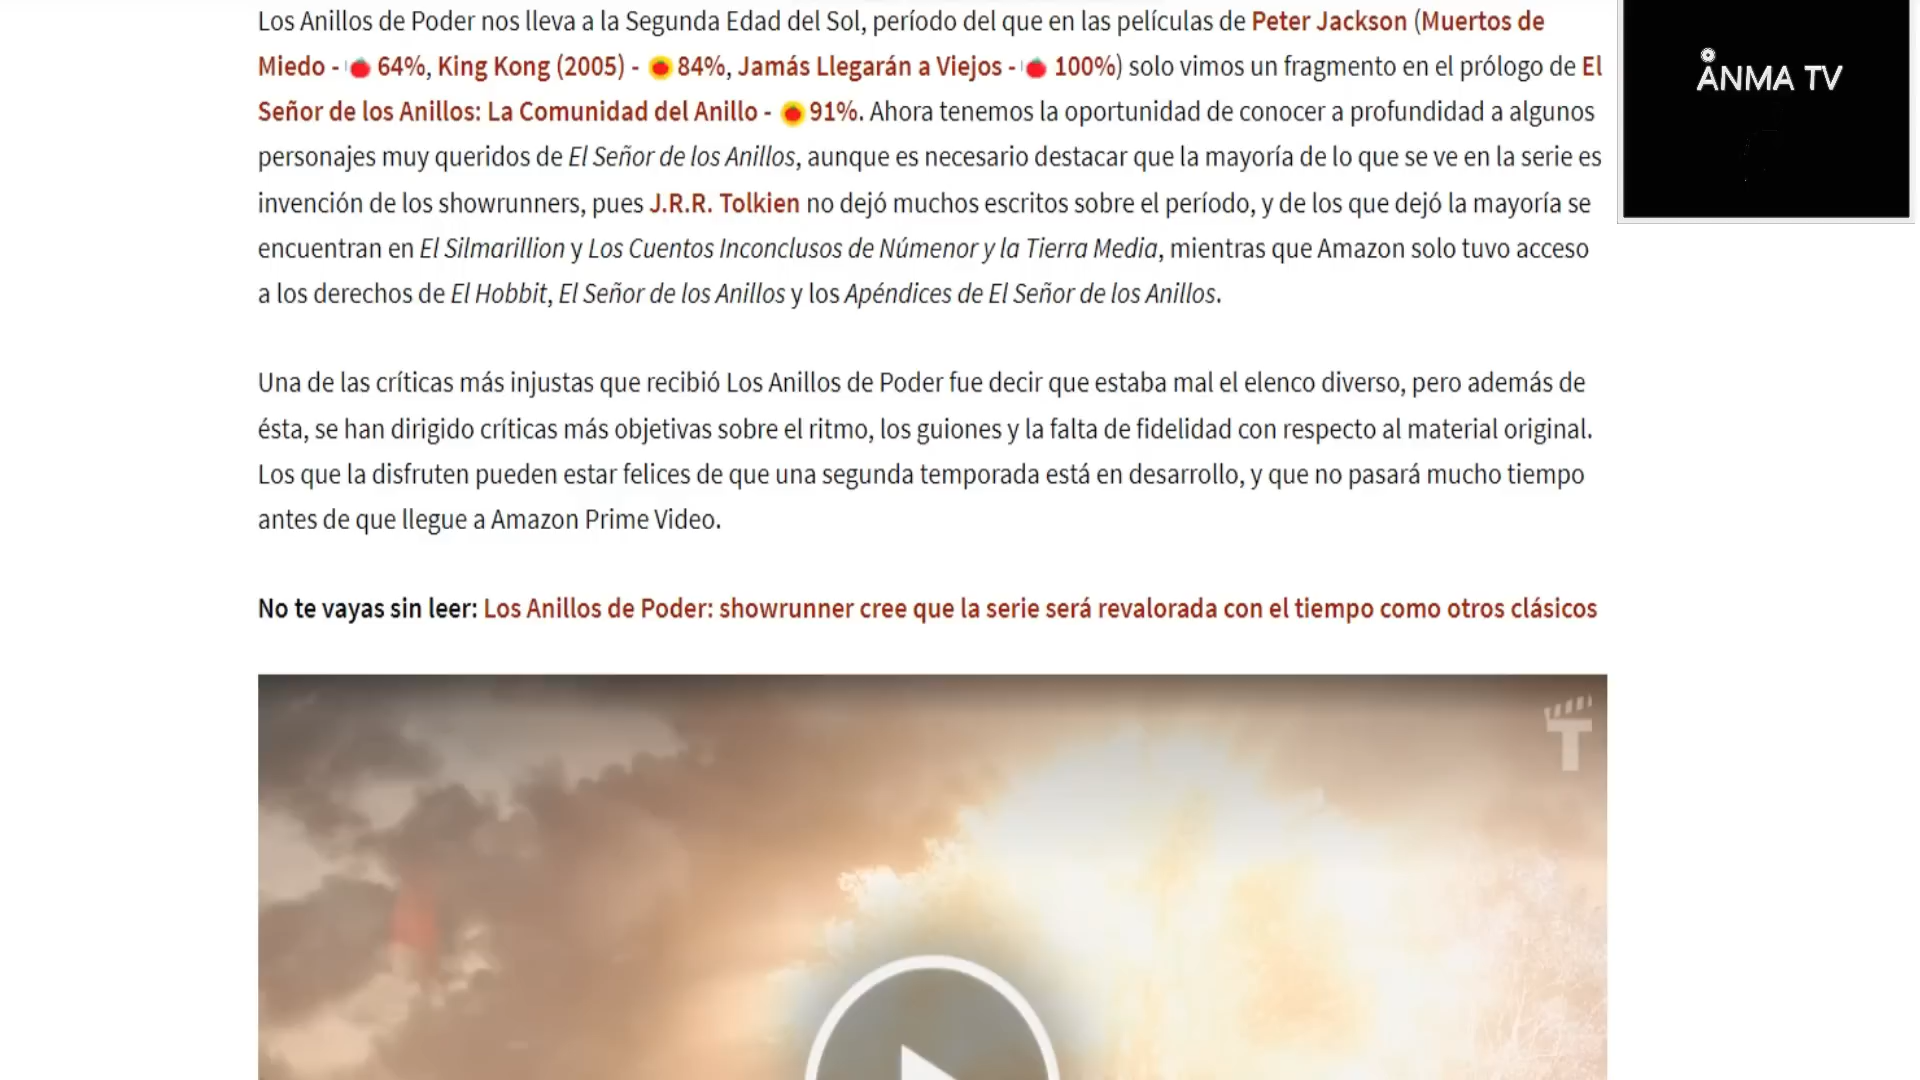 Los Anillos de Poder nos lleva a la Segunda Edad del Sol, período del que en las películas de Peter Jackson (Muertos de
Miedo - 64%, King Kong (2005) - 84%, Jamás Llegarán a Viejos - 100%) solo vimos un fragmento en el prólogo de El
Señor de los Anillos: La Comunidad del Anillo - 91%. Ahora tenemos la oportunidad de conocer a profundidad a algunos
personajes muy queridos de El Señor de los Anillos, aunque es necesario destacar que la mayoría de lo que se ve en la serie es
invención de los showrunners, pues J.R.R. Tolkien no dejó muchos escritos sobre el período, y de los que dejó la mayoría se
encuentran en El Silmarillion y Los Cuentos Inconclusos de Númenor y la Tierra Media, mientras que Amazon solo tuvo acceso
a los derechos de El Hobbit, El Señor de los Anillos y los Apéndices de El Señor de los Anillos.
Una de las críticas más injustas que recibió Los Anillos de Poder fue decir que estaba mal el elenco diverso, pero además de
ésta, se han dirigido críticas más objetivas sobre el ritmo, los guiones y la falta de fidelidad con respecto al material original.
Los que la disfruten pueden estar felices de que una segunda temporada está en desarrollo, y que no pasará mucho tiempo
antes de que llegue a Amazon Prime Video.
No te vayas sin leer: Los Anillos de Poder: showrunner cree que la serie será revalorada con el tiempo como otros clásicos
ÅNMA TV
T